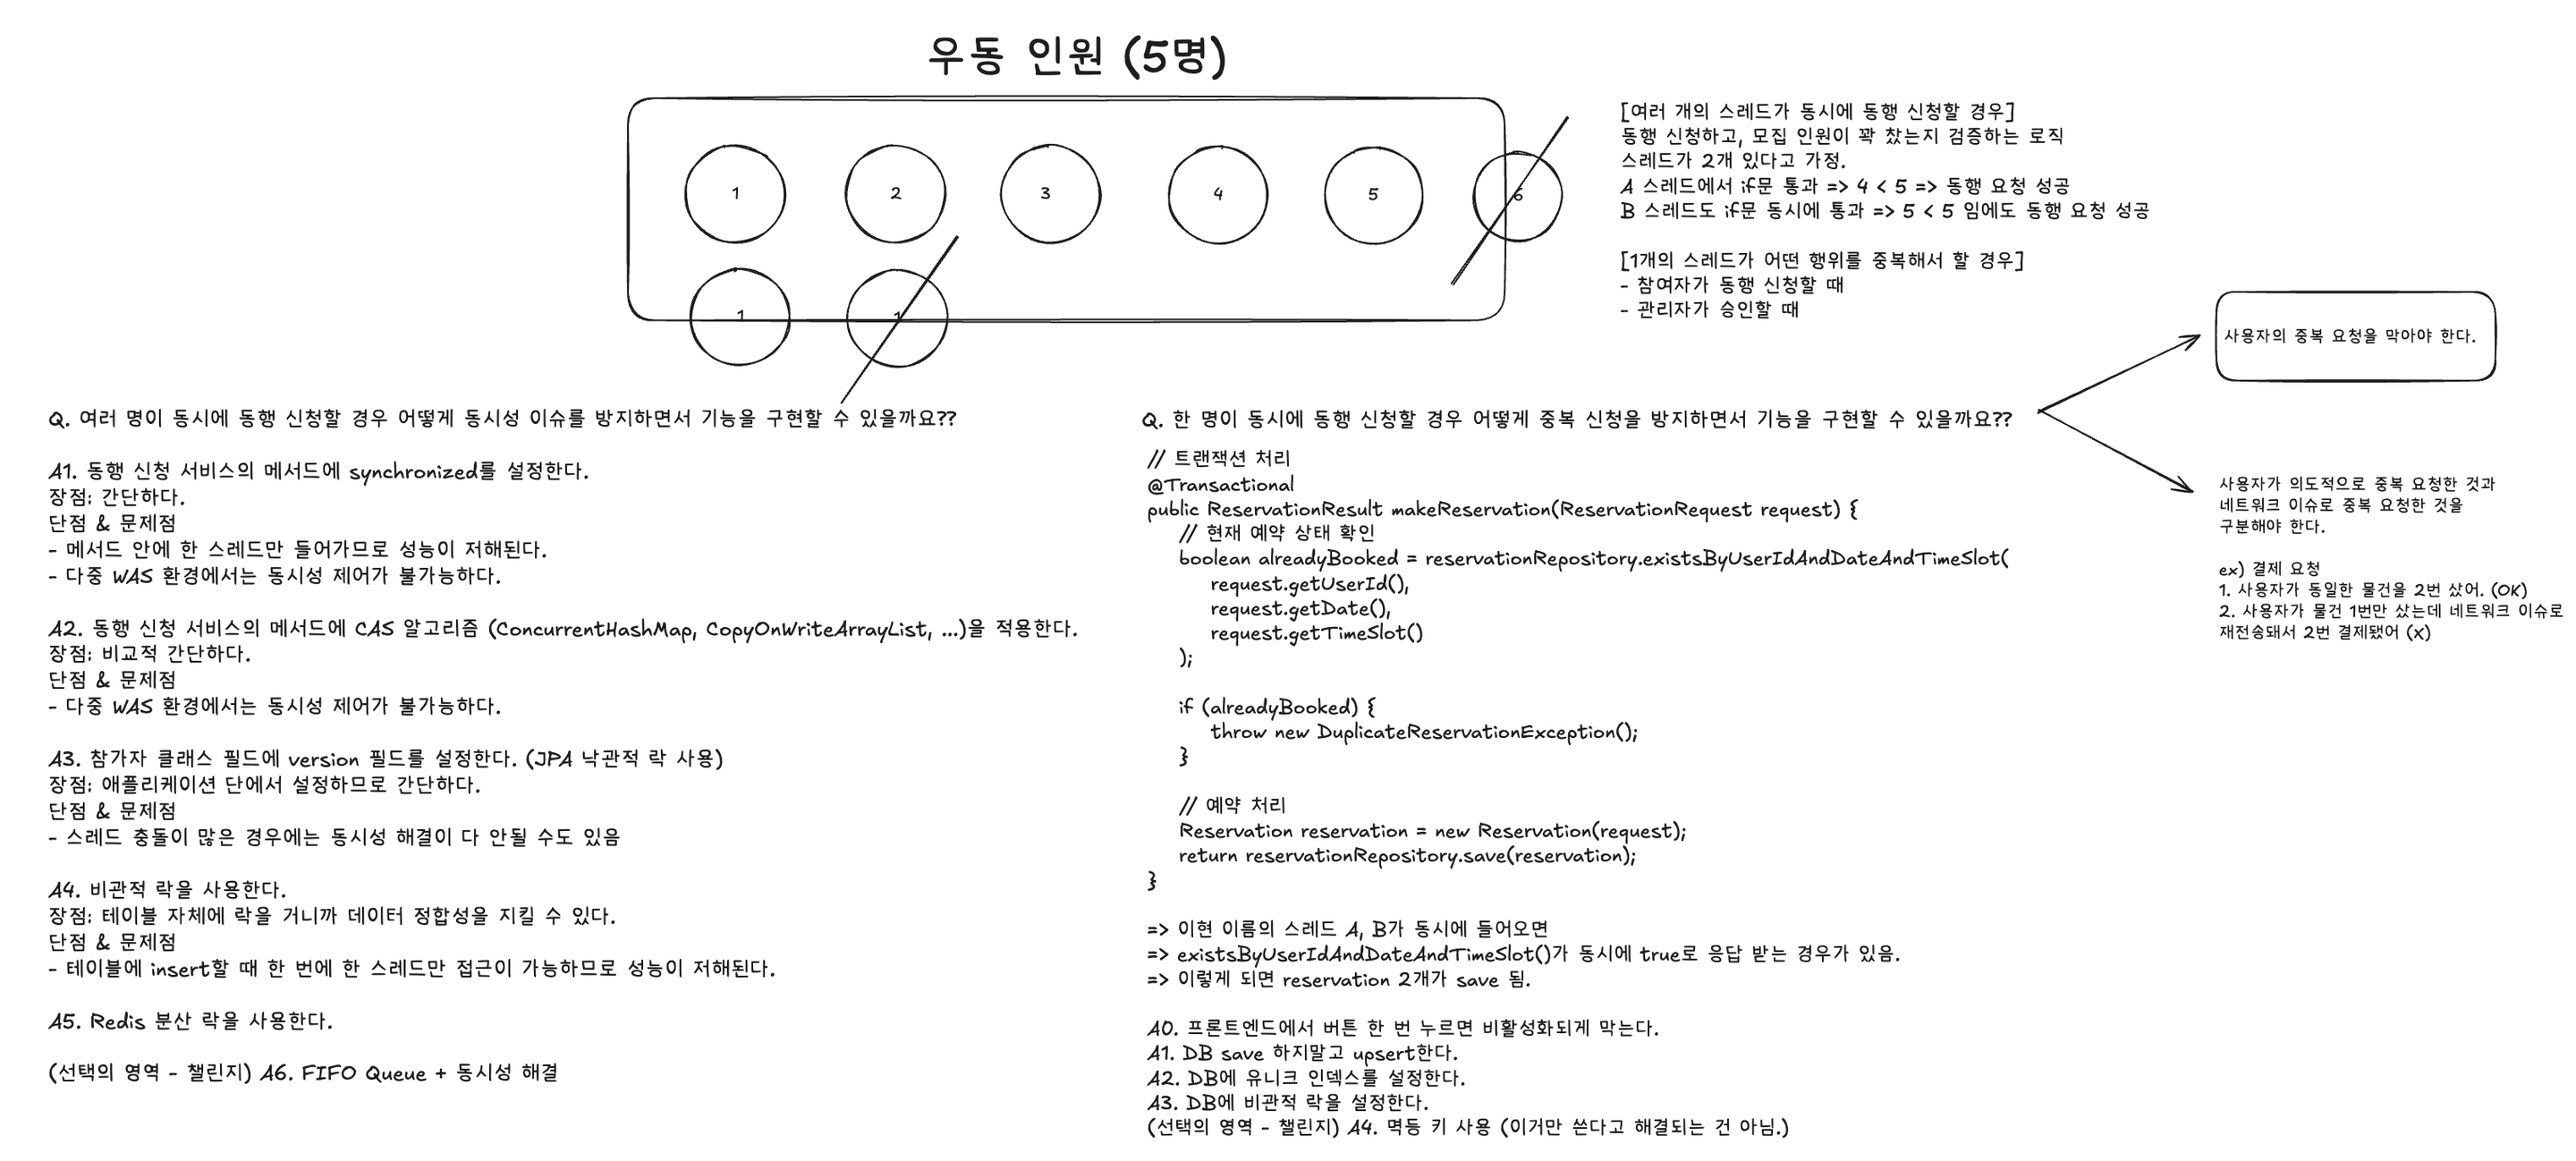 우동 인원 (5명)
1
2
3
4
5
6
1
1
[여러 개의 스레드가 동시에 동행 신청할 경우]
동행 신청하고, 모집 인원이 꽉 찼는지 검증하는 로직
스레드가 2개 있다고 가정.
A 스레드에서 if문 통과 => 4 < 5 => 동행 요청 성공
B 스레드도 if문 동시에 통과 => 5 < 5 임에도 동행 요청 성공
[1개의 스레드가 어떤 행위를 중복해서 할 경우]
- 참여자가 동행 신청할 때
- 관리자가 승인할 때
Q. 여러 명이 동시에 동행 신청할 경우 어떻게 동시성 이슈를 방지하면서 기능을 구현할 수 있을까요??
A1. 동행 신청 서비스의 메서드에 synchronized를 설정한다.
장점: 간단하다.
단점 & 문제점
- 메서드 안에 한 스레드만 들어가므로 성능이 저해된다.
- 다중 WAS 환경에서는 동시성 제어가 불가능하다.
A2. 동행 신청 서비스의 메서드에 CAS 알고리즘 (ConcurrentHashMap, CopyOnWriteArrayList, ...)을 적용한다.
장점: 비교적 간단하다.
단점 & 문제점
- 다중 WAS 환경에서는 동시성 제어가 불가능하다.
A3. 참가자 클래스 필드에 version 필드를 설정한다. (JPA 낙관적 락 사용)
장점: 애플리케이션 단에서 설정하므로 간단하다.
단점 & 문제점
- 스레드 충돌이 많은 경우에는 동시성 해결이 다 안될 수도 있음
A4. 비관적 락을 사용한다.
장점: 테이블 자체에 락을 거니까 데이터 정합성을 지킬 수 있다.
단점 & 문제점
- 테이블에 insert할 때 한 번에 한 스레드만 접근이 가능하므로 성능이 저해된다.
A5. Redis 분산 락을 사용한다.
(선택의 영역 - 챌린지) A6. FIFO Queue + 동시성 해결
Q. 한 명이 동시에 동행 신청할 경우 어떻게 중복 신청을 방지하면서 기능을 구현할 수 있을까요??
// 트랜잭션 처리
@Transactional
public ReservationResult makeReservation(ReservationRequest request) {
// 현재 예약 상태 확인
boolean alreadyBooked = reservationRepository.existsByUserIdAndDateAndTimeSlot(
request.getUserId(),
request.getDate(),
request.getTimeSlot()
);
if (alreadyBooked) {
throw new DuplicateReservationException();
}
// 예약 처리
Reservation reservation = new Reservation(request);
return reservationRepository.save(reservation);
}
=> 이현 이름의 스레드 A, B가 동시에 들어오면
=> existsByUserIdAndDateAndTimeSlot()가 동시에 true로 응답 받는 경우가 있음.
=> 이렇게 되면 reservation 2개가 save 됨.
A0. 프론트엔드에서 버튼 한 번 누르면 비활성화되게 막는다.
A1. DB save 하지말고 upsert한다.
A2. DB에 유니크 인덱스를 설정한다.
A3. DB에 비관적 락을 설정한다.
(선택의 영역 - 챌린지) A4. 멱등 키 사용 (이거만 쓴다고 해결되는 건 아님.)
사용자의 중복 요청을 막아야 한다.
사용자가 의도적으로 중복 요청한 것과
네트워크 이슈로 중복 요청한 것을
구분해야 한다.
ex) 결제 요청
1. 사용자가 동일한 물건을 2번 샀어. (OK)
2. 사용자가 물건 1번만 샀는데 네트워크 이슈로
재전송돼서 2번 결제됐어 (X)